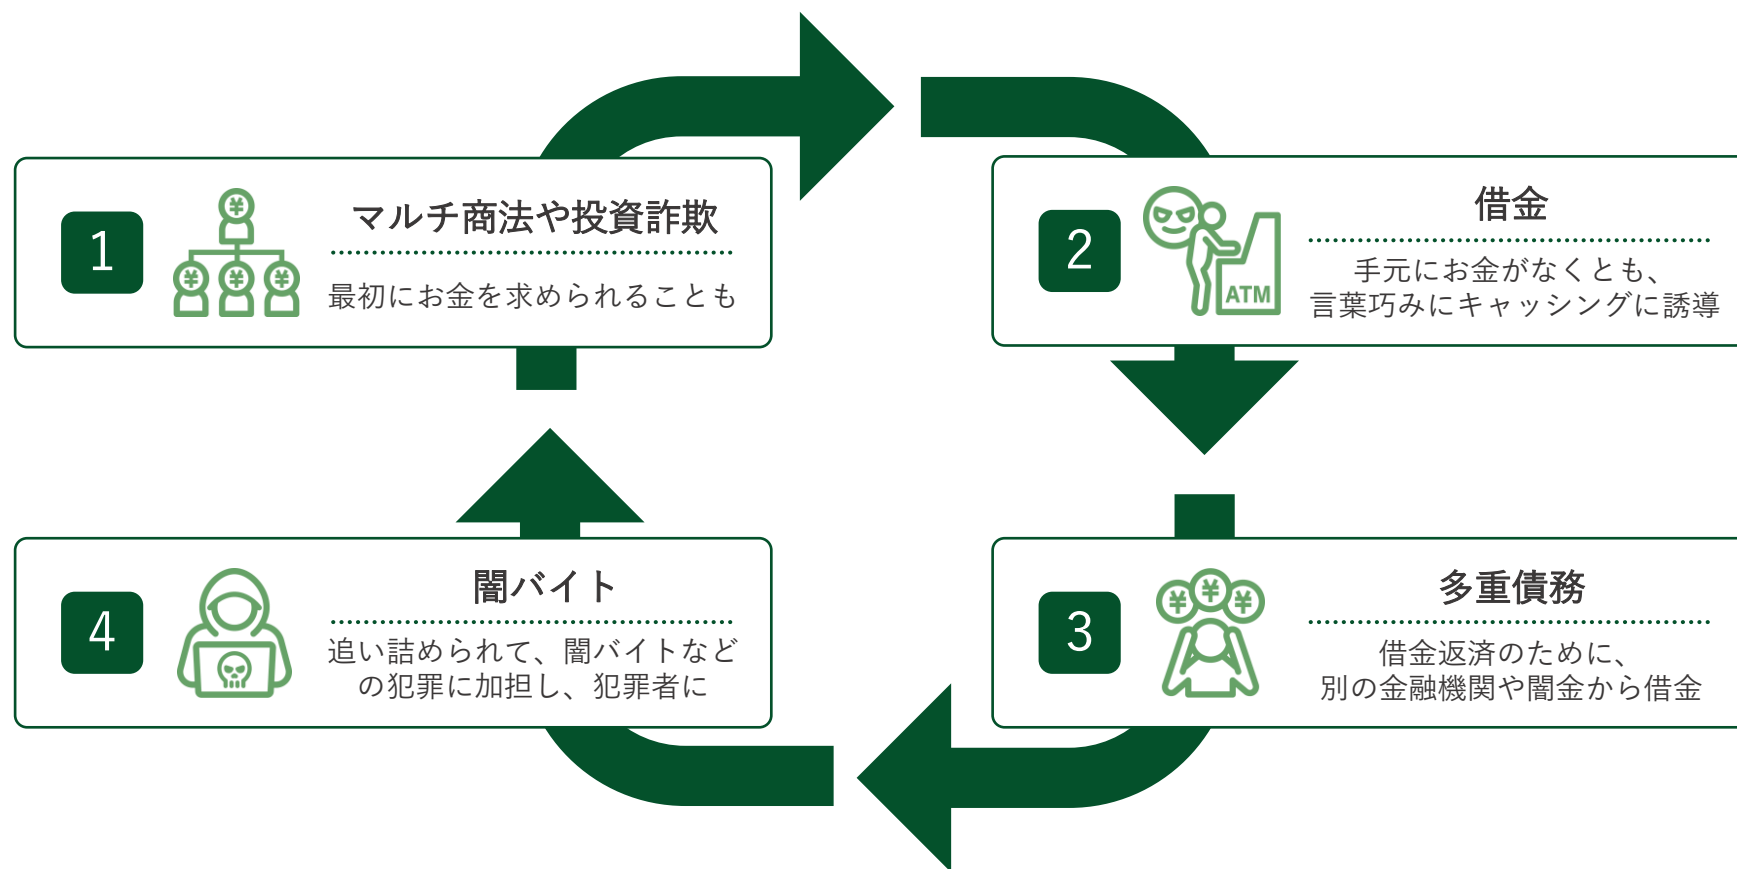 1
¥
¥ ¥ ¥
マルチ商法や投資詐欺
最初にお金を求められることも
2
ATM
借金
手元にお金がなくとも、
言葉巧みにキャッシングに誘導
3
¥ ¥ ¥
多重債務
借金返済のために、
別の金融機関や闇金から借金
4
闇バイト
追い詰められて、闇バイトなど
の犯罪に加担し、犯罪者に